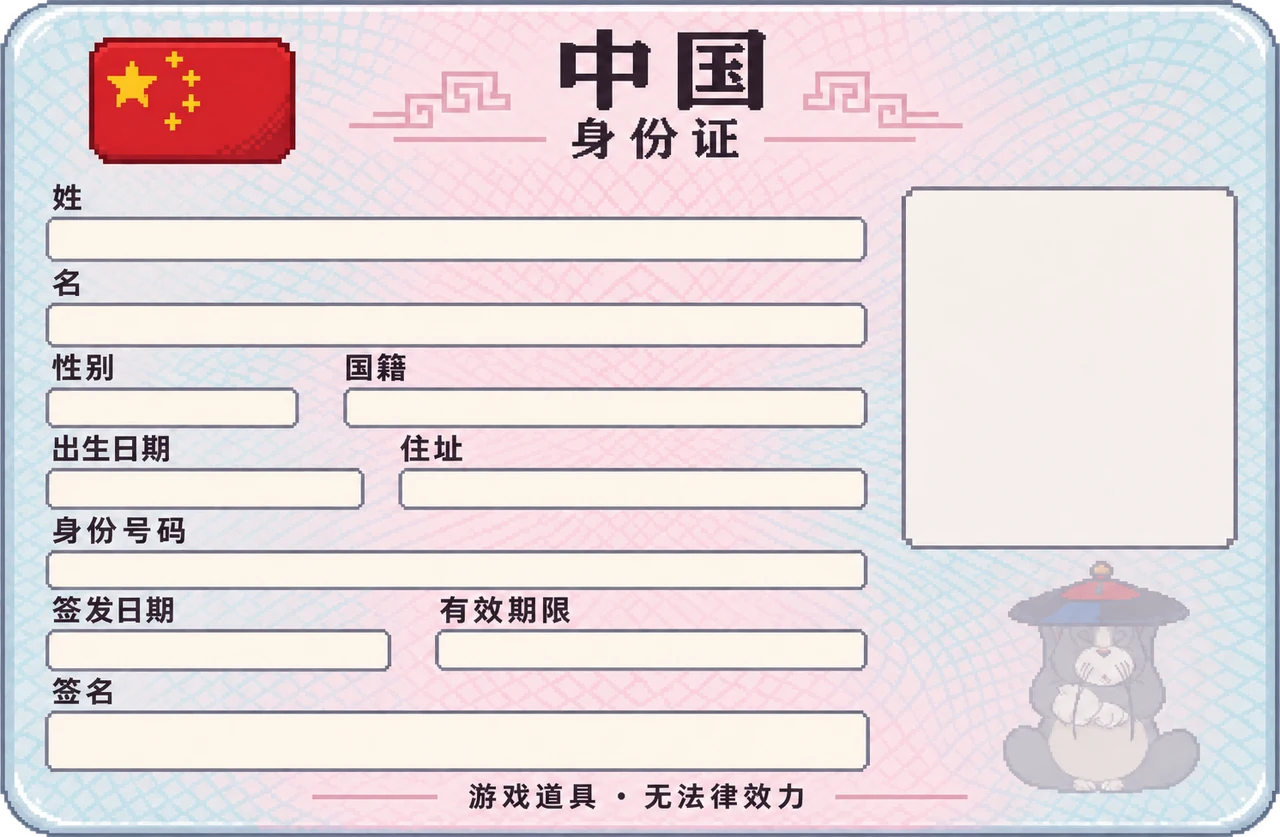 中国
身份证
姓
名
性别 国籍
出生日期 住址
身份号码
签发日期 有效期限
签名
游戏道具・无法律效力